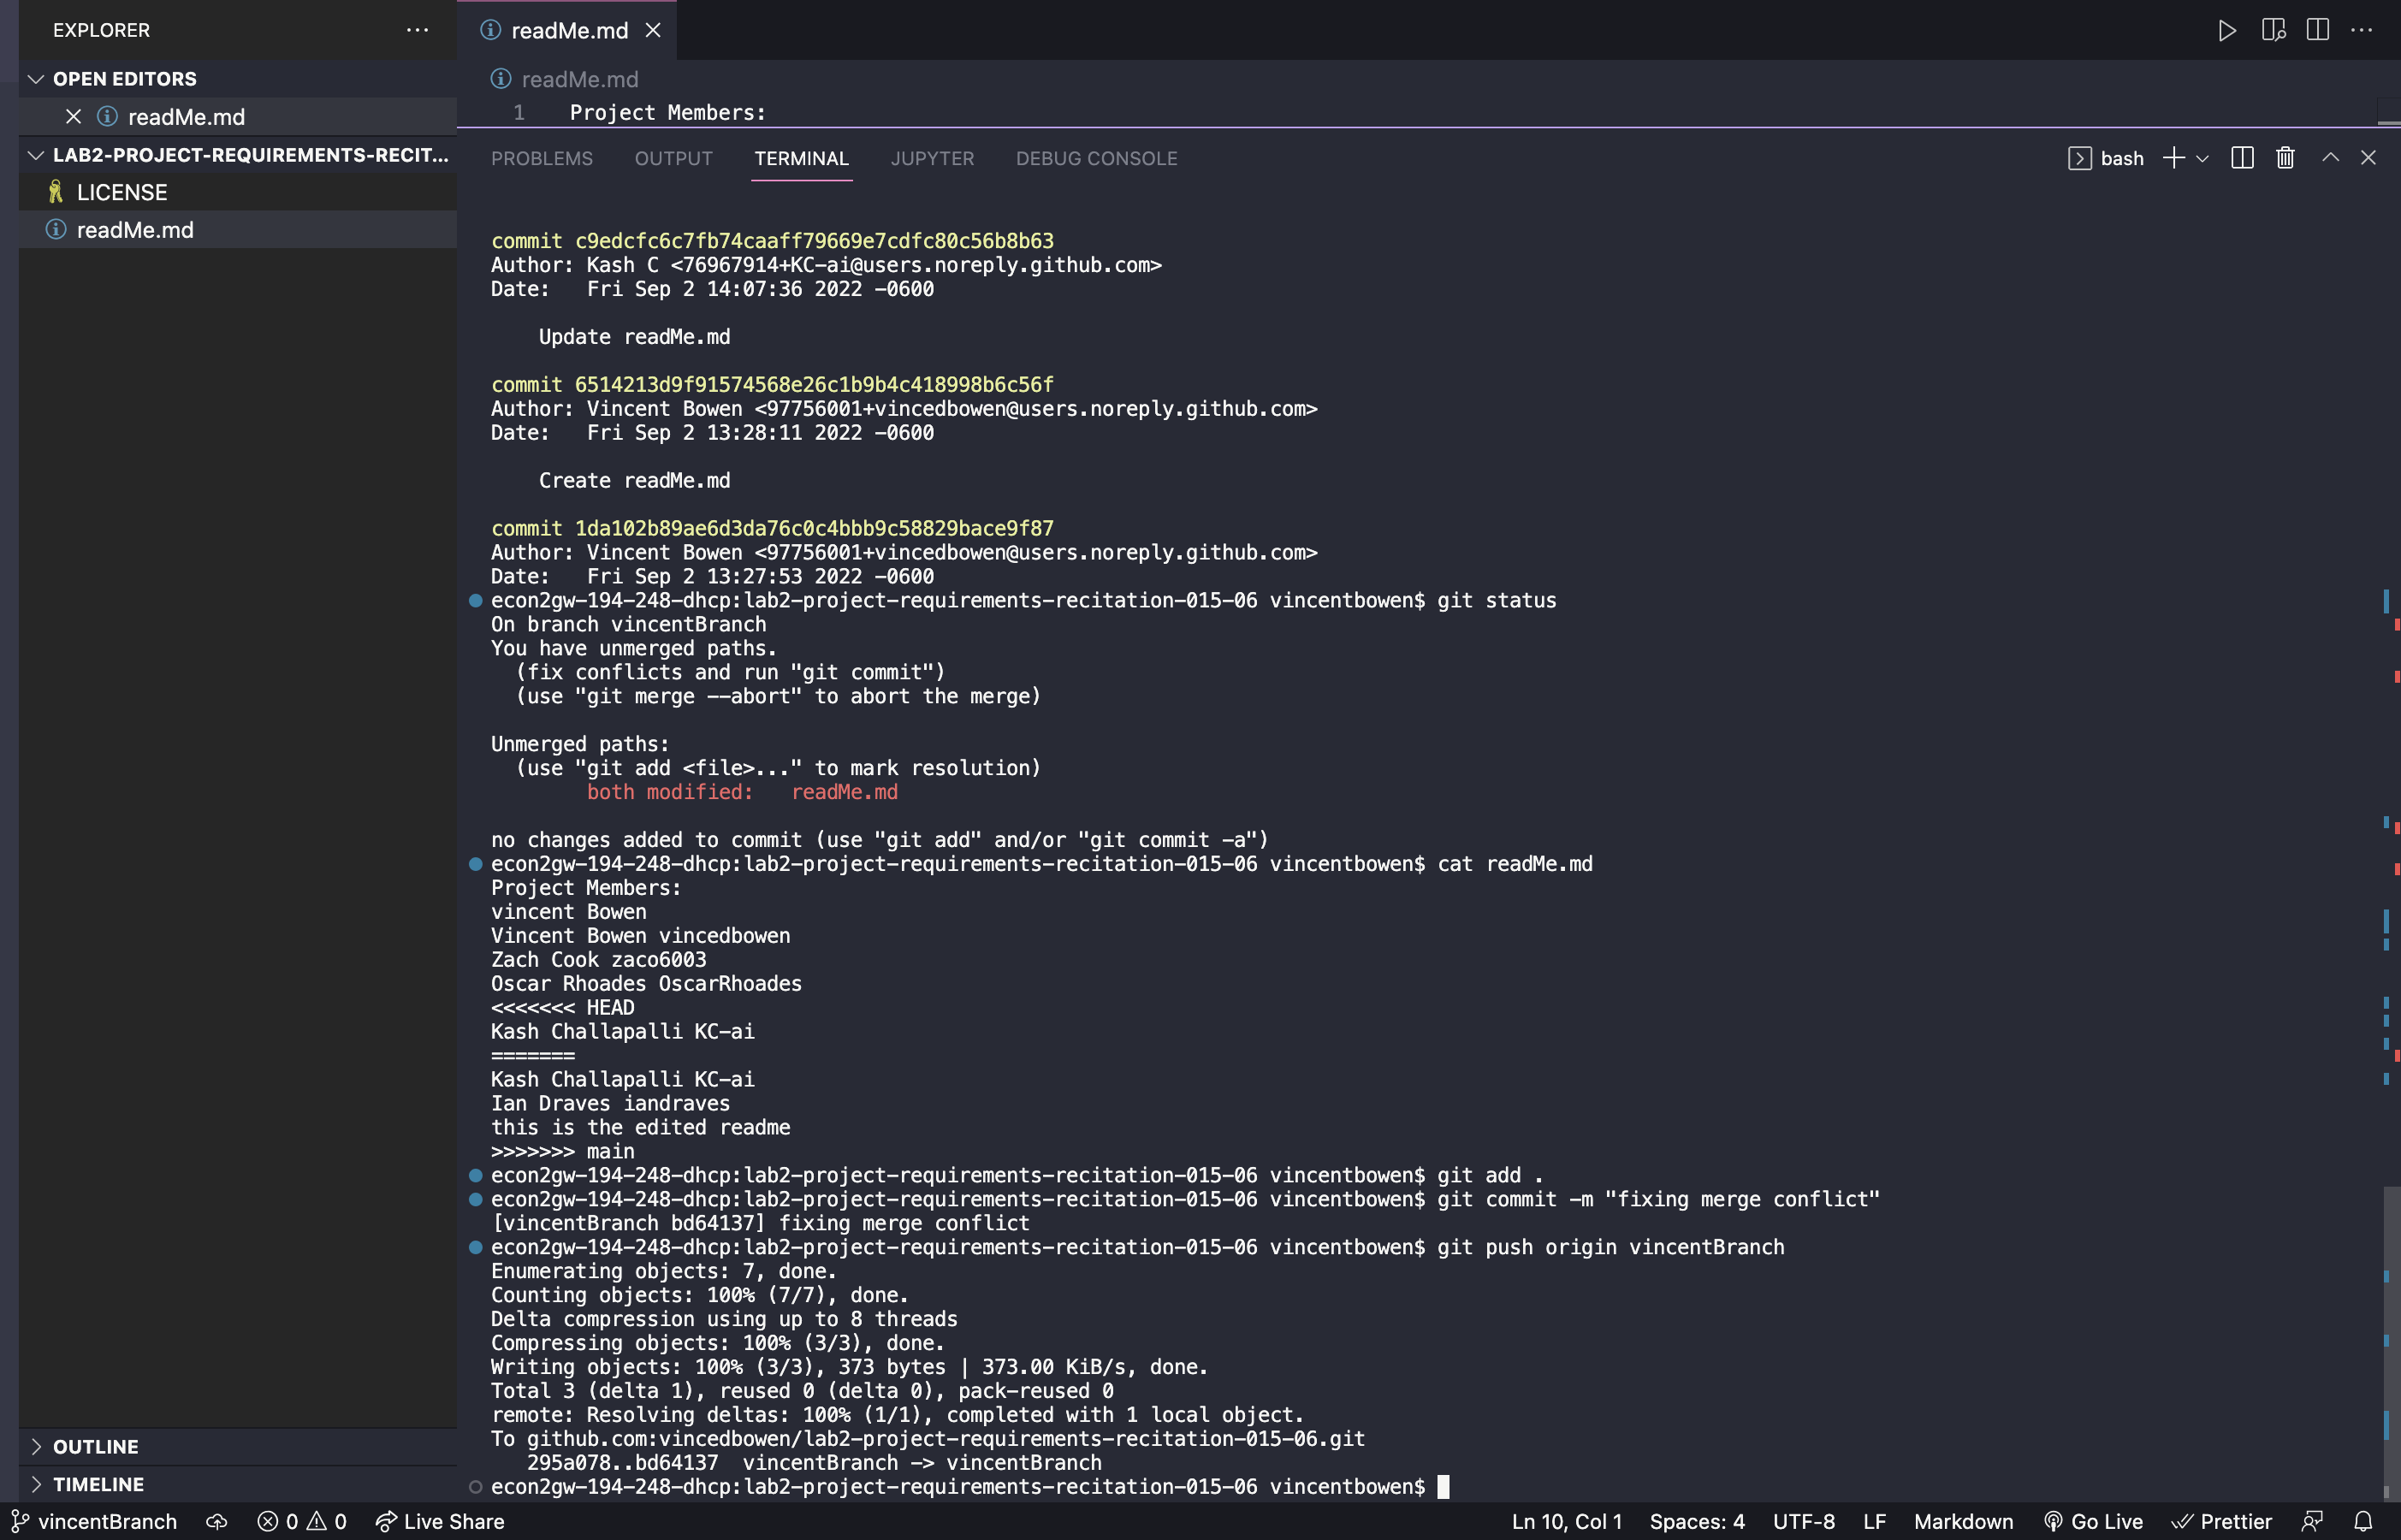 EXPLORER
OPEN EDITORS
readMe.md
LAB2-PROJECT-REQUIREMENTS-RECIT...
LICENSE
readMe.md
OUTLINE
TIMELINE
readMe.md
readMe.md
1 Project Members:
PROBLEMS OUTPUT TERMINAL JUPYTER DEBUG CONSOLE
bash
commit c9edcfc6c7fb74caaff79669e7cdfc80c56b8b63
Author: Kash C <76967914+KC-ai@users.noreply.github.com>
Date:   Fri Sep 2 14:07:36 2022 -0600
Update readMe.md
commit 6514213d9f91574568e26c1b9b4c418998b6c56f
Author: Vincent Bowen <97756001+vincedbowen@users.noreply.github.com>
Date:   Fri Sep 2 13:28:11 2022 -0600
Create readMe.md
commit 1da102b89ae6d3da76c0c4bbb9c58829bace9f87
Author: Vincent Bowen <97756001+vincedbowen@users.noreply.github.com>
Date:   Fri Sep 2 13:27:53 2022 -0600
econ2gw-194-248-dhcp:lab2-project-requirements-recitation-015-06 vincentbowen$ git status
On branch vincentBranch
You have unmerged paths.
(fix conflicts and run "git commit")
(use "git merge --abort" to abort the merge)
Unmerged paths:
(use "git add <file>..." to mark resolution)
both modified:   readMe.md
no changes added to commit (use "git add" and/or "git commit -a")
econ2gw-194-248-dhcp:lab2-project-requirements-recitation-015-06 vincentbowen$ cat readMe.md
Project Members:
vincent Bowen
Vincent Bowen vincedbowen
Zach Cook zaco6003
Oscar Rhoades OscarRhoades
<<<<<<< HEAD
Kash Challapalli KC-ai
=======
Kash Challapalli KC-ai
Ian Draves iandraves
this is the edited readme
>>>>>>> main
econ2gw-194-248-dhcp:lab2-project-requirements-recitation-015-06 vincentbowen$ git add .
econ2gw-194-248-dhcp:lab2-project-requirements-recitation-015-06 vincentbowen$ git commit -m "fixing merge conflict"
[vincentBranch bd64137] fixing merge conflict
econ2gw-194-248-dhcp:lab2-project-requirements-recitation-015-06 vincentbowen$ git push origin vincentBranch
Enumerating objects: 7, done.
Counting objects: 100% (7/7), done.
Delta compression using up to 8 threads
Compressing objects: 100% (3/3), done.
Writing objects: 100% (3/3), 373 bytes | 373.00 KiB/s, done.
Total 3 (delta 1), reused 0 (delta 0), pack-reused 0
remote: Resolving deltas: 100% (1/1), completed with 1 local object.
To github.com:vincedbowen/lab2-project-requirements-recitation-015-06.git
295a078..bd64137  vincentBranch -> vincentBranch
econ2gw-194-248-dhcp:lab2-project-requirements-recitation-015-06 vincentbowen$
vincentBranch 0 0 Live Share Ln 10, Col 1 Spaces: 4 UTF-8 LF Markdown Go Live Prettier